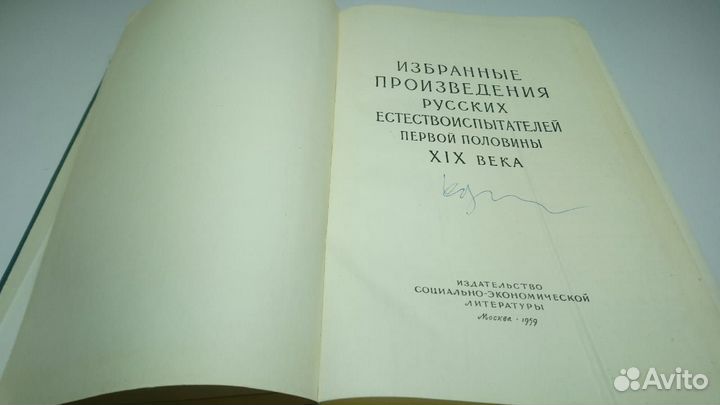 ИЗБРАННЫЕ
ПРОИЗВЕДЕНИЯ
РУССКИХ
ЕСТЕСТВОИСПЫТАТЕЛЕЙ
ПЕРВОЙ ПОЛОВИНЫ
XIX ВЕКА
ИЗДАТЕЛЬСТВО
СОЦИАЛЬНО-ЭКОНОМИЧЕСКОЙ
ЛИТЕРАТУРЫ
Москва · 1959
Avito